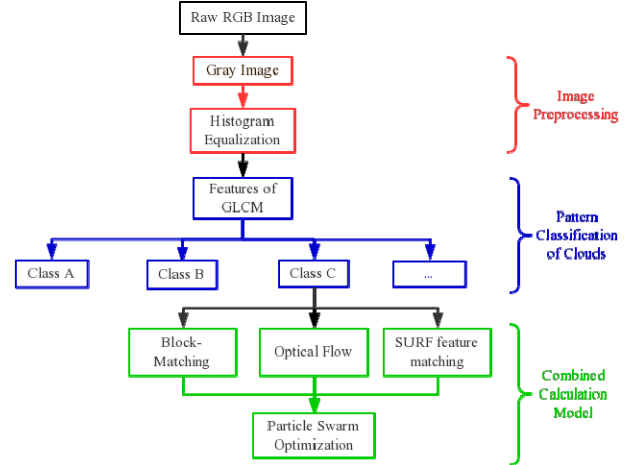 Raw RGB Image
Gray Image
Histogram
Equalization
Image
Preprocessing
Features of
GLCM
Class A
Class B
Class C
...
Pattern
Classification
of Clouds
Block-
Matching
Optical Flow
SURF feature
matching
Particle Swarm
Optimization
Combined
Calculation
Model